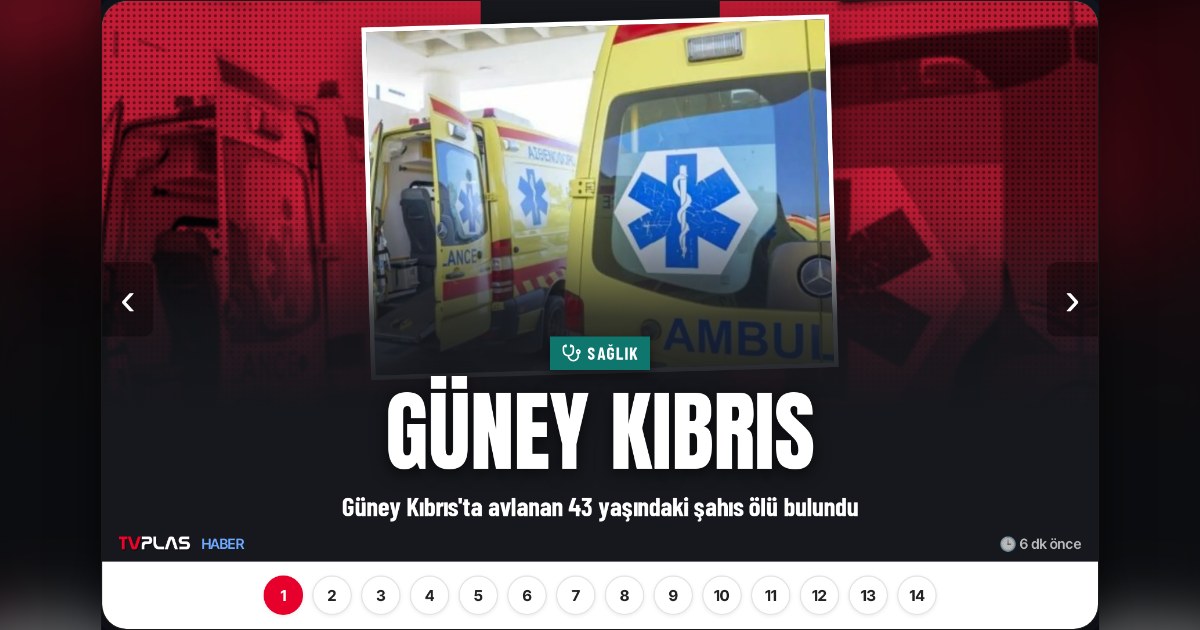 AMBUL
LANCE
SAĞLIK
GÜNEY KIBRIS
Güney Kıbrıs'ta avlanan 43 yaşındaki şahıs ölü bulundu
TVPLAS HABER
6 dk önce
1 2 3 4 5 6 7 8 9 10 11 12 13 14